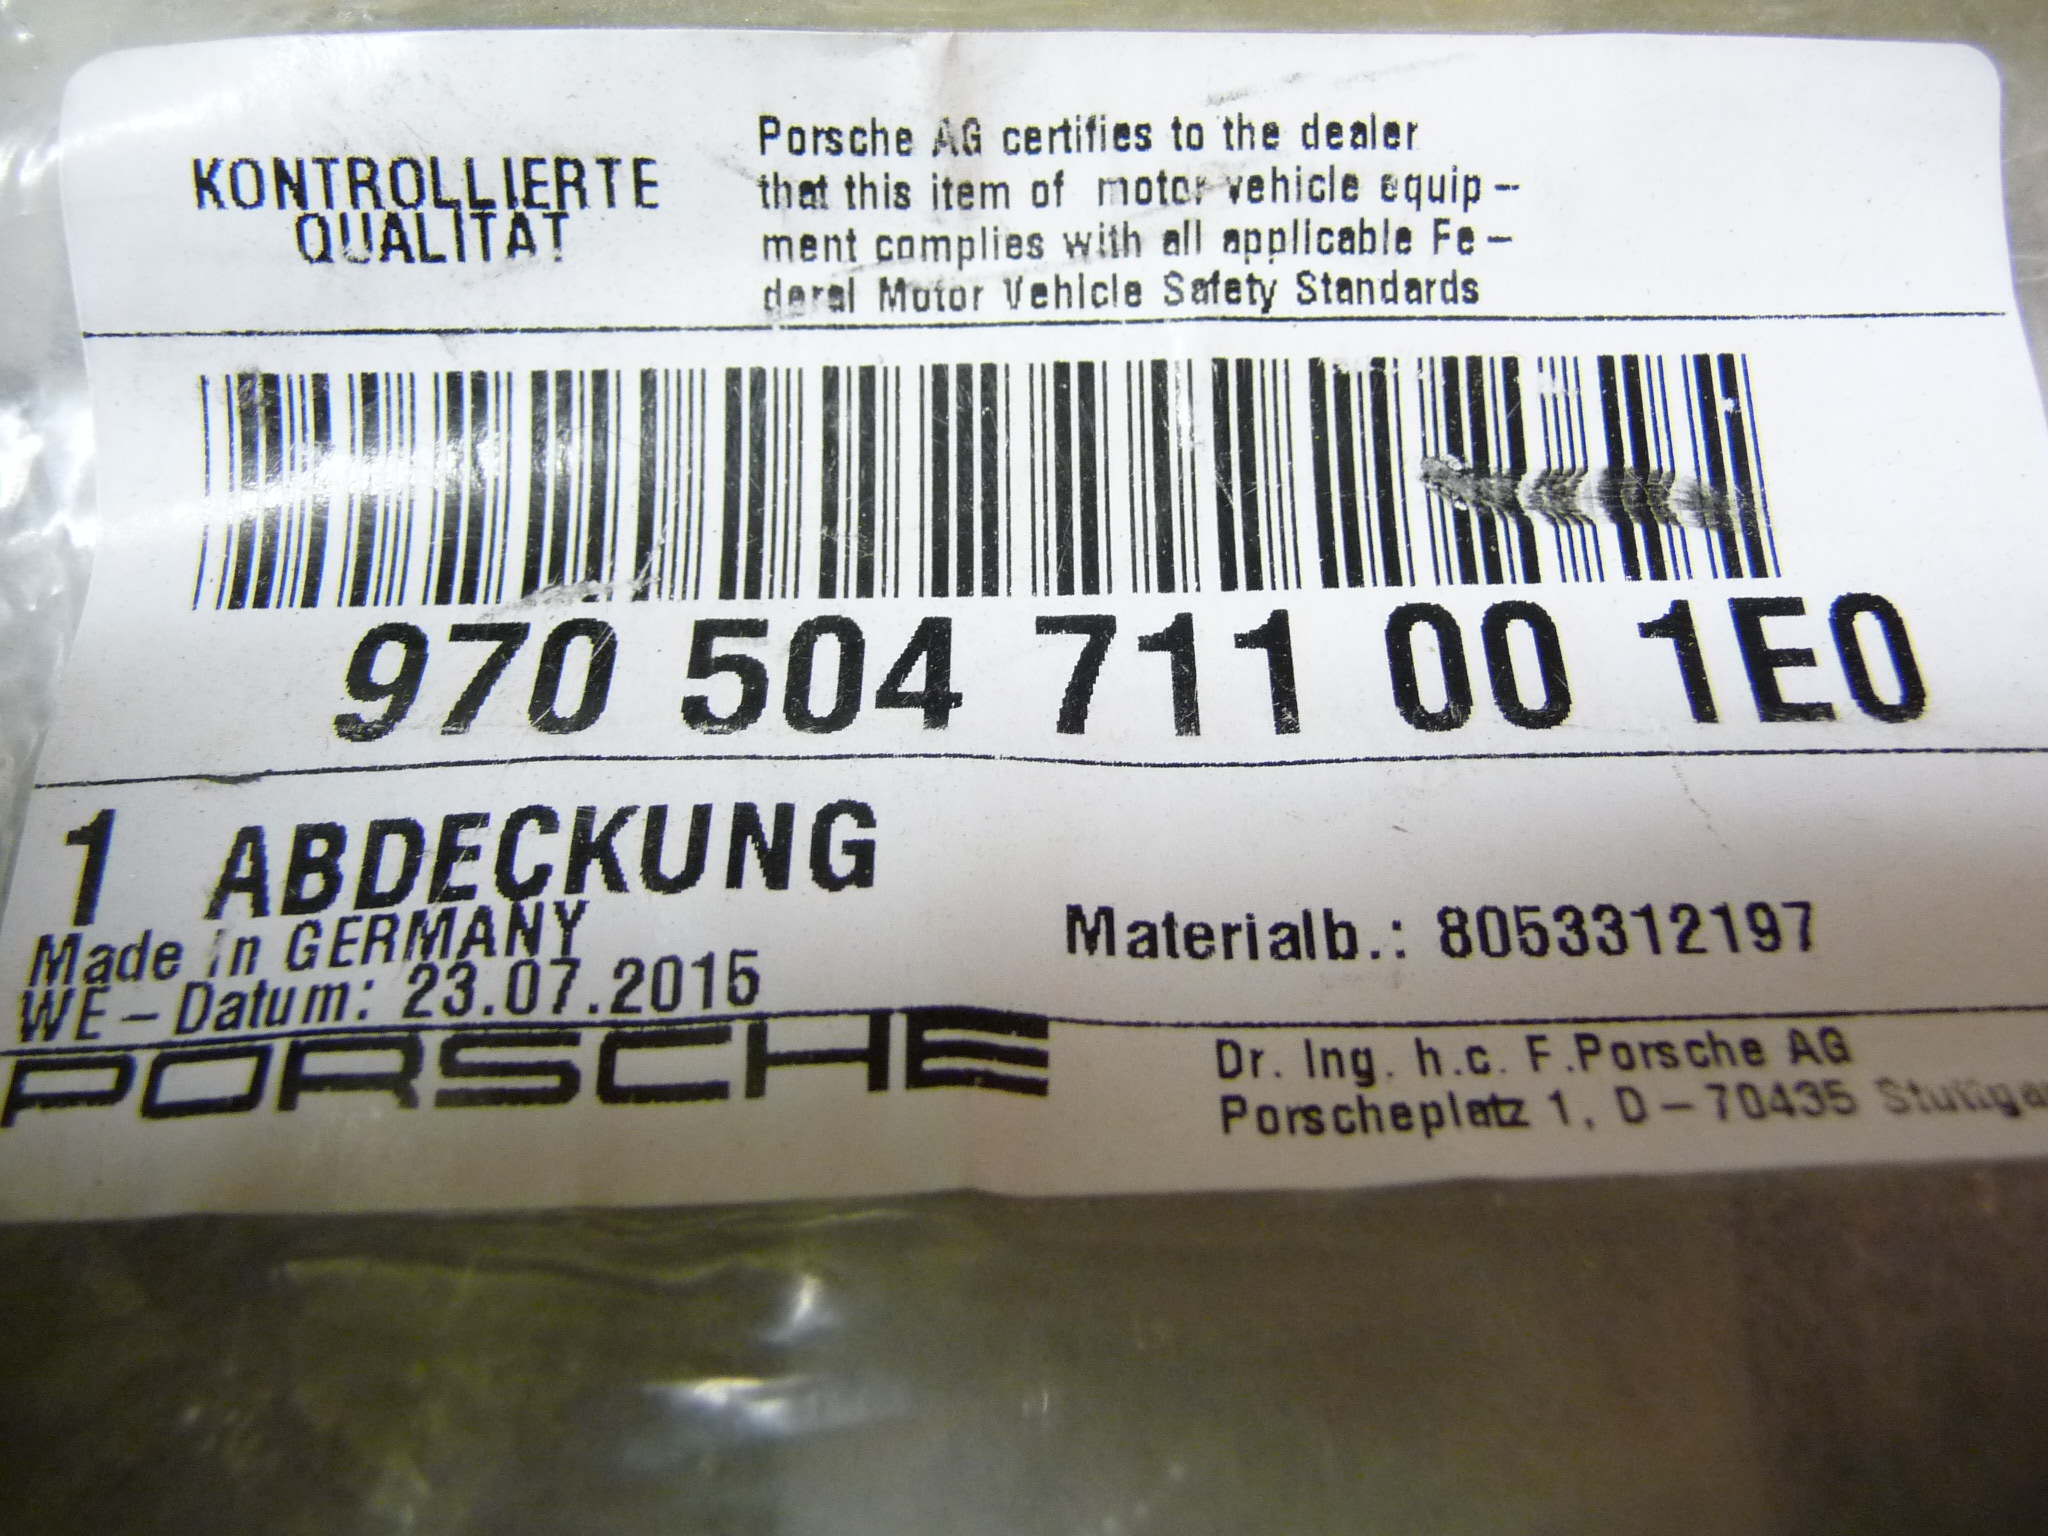 KONTROLLIERTE
QUALITÄT
Porsche AG certifies to the dealer
that this item of motor vehicle equip-
ment complies with all applicable Fe-
deral Motor Vehicle Safety Standards
970 504 711 00 1E0
1 ABDECKUNG
Made in GERMANY
WE-Datum: 23.07.2015
Materialb.: 8053312197
PORSCHE
Dr. Ing. h.c. F.Porsche AG
Porscheplatz 1, D-70435 Stuttgar